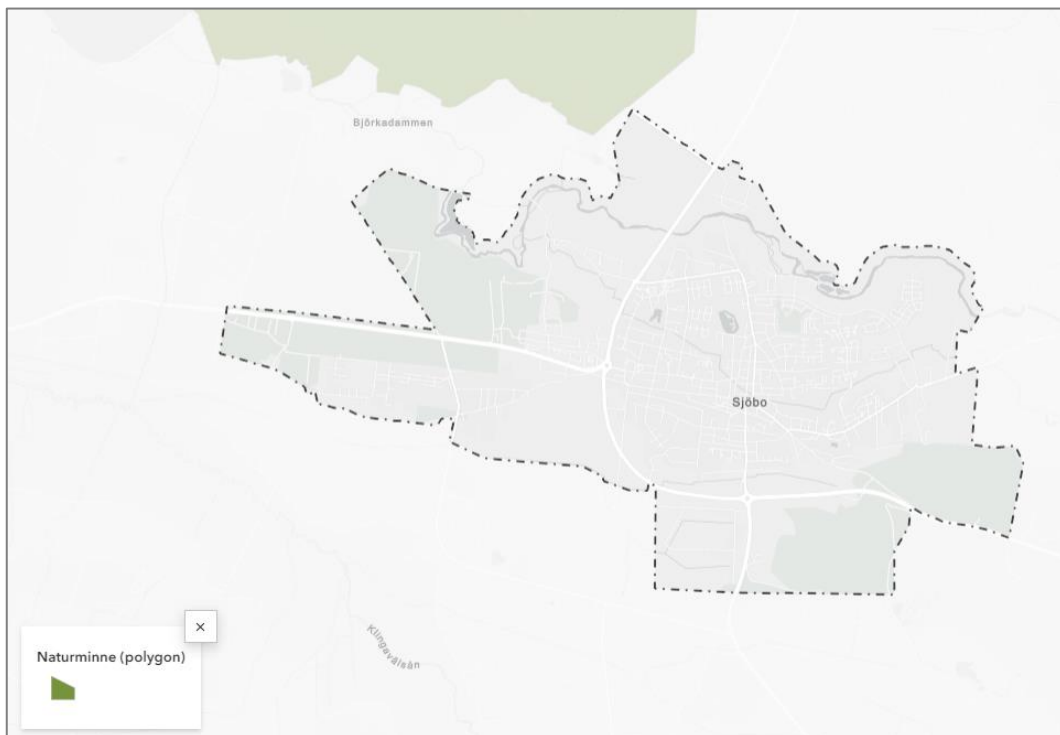 Björkadammen
Sjöbo
Klingavälsån
×
Naturminne (polygon)